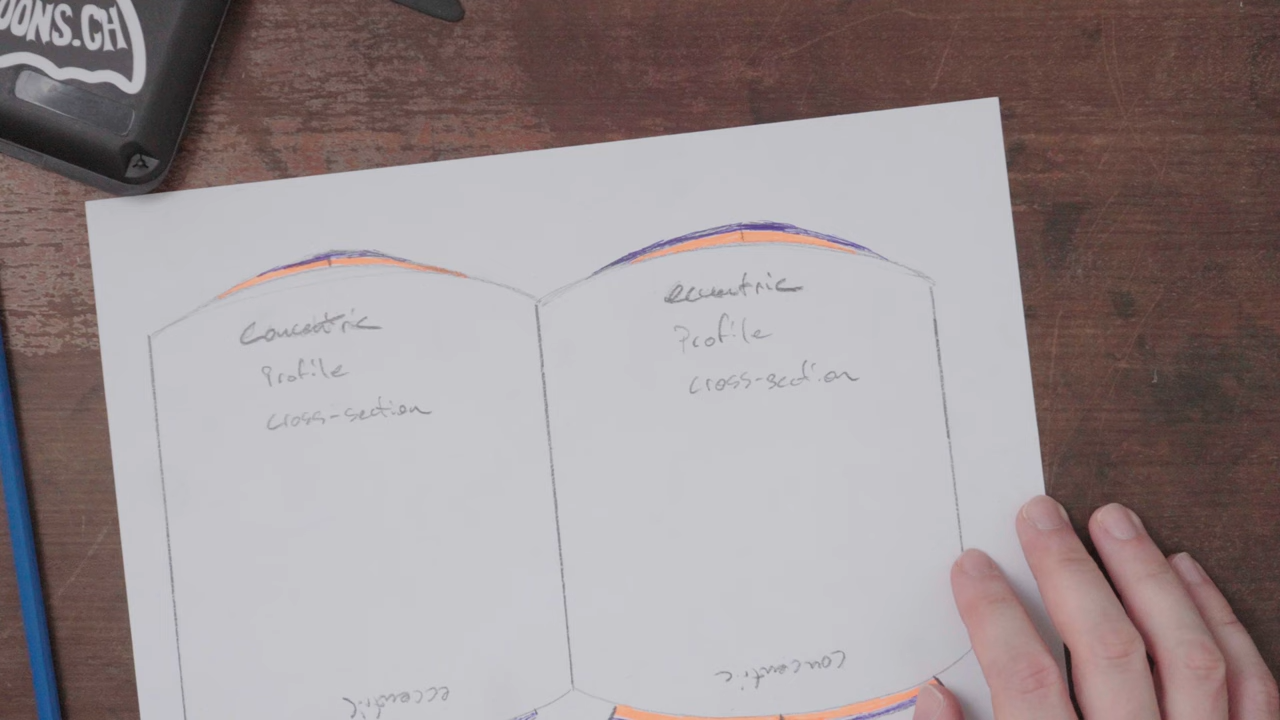 OONS.CH
Concentric
Profile
cross-section
eccentric
Profile
cross-section
eccentric
concentric